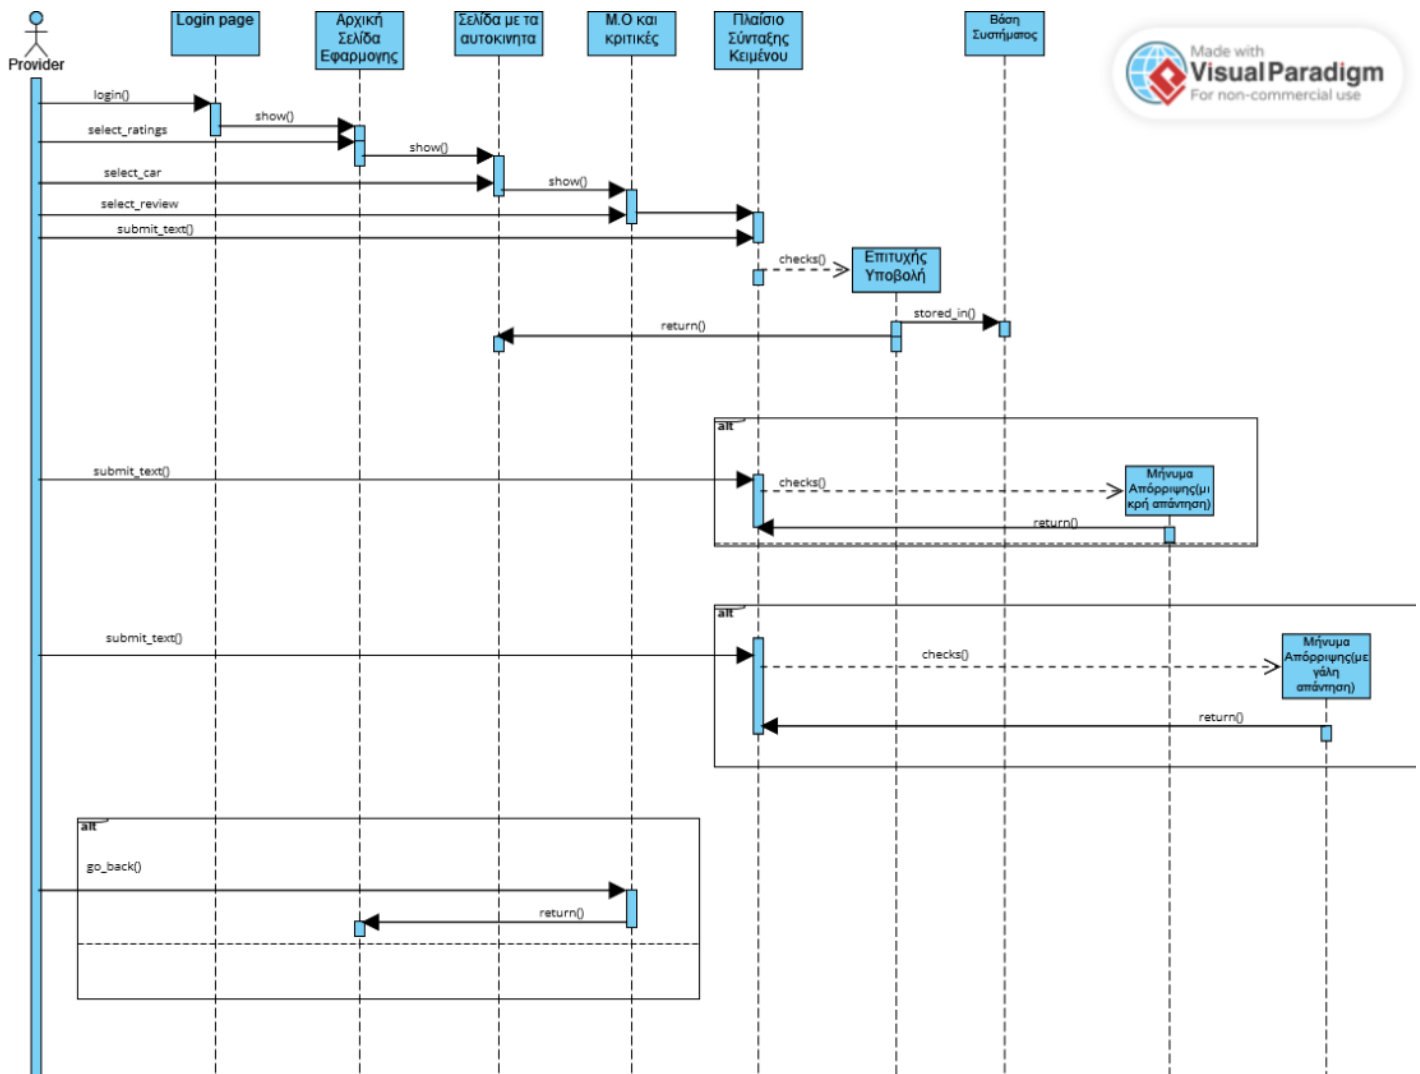 Provider
Login page
Αρχική
Σελίδα
Εφαρμογης
Σελίδα με τα
αυτοκινητα
Μ.Ο και
κριτικές
Πλαίσιο
Σύνταξης
Κειμένου
Βάση
Συστήματος
Made with
Visual Paradigm
For non-commercial use
login()
show()
select_ratings
show()
select_car
show()
select_review
submit_text()
checks()
Επιτυχής
Υποβολή
stored_in()
return()
alt
submit_text()
checks()
Μήνυμα
Απόρριψης(μι
κρή απάντηση)
return()
alt
submit_text()
checks()
Μήνυμα
Απόρριψης(με
γάλη
απάντηση)
return()
alt
go_back()
return()